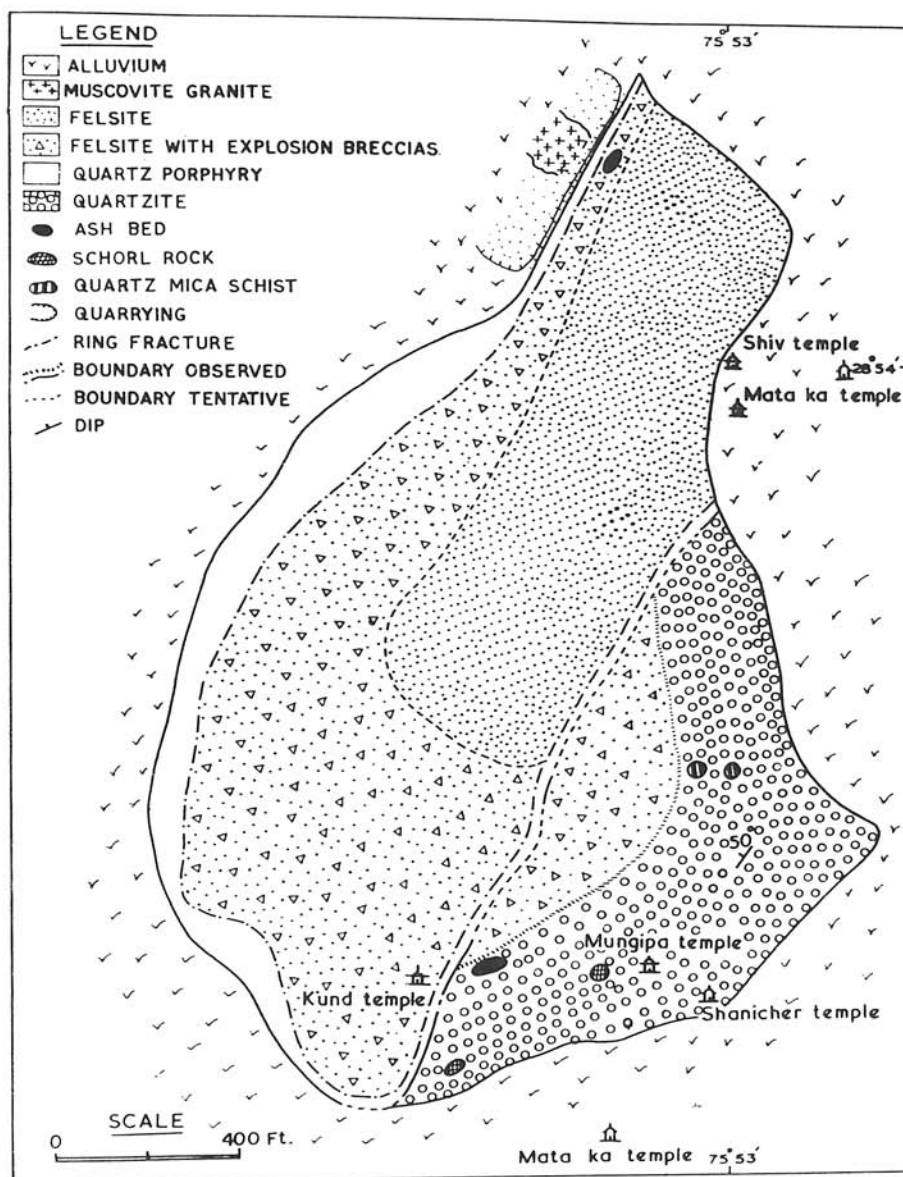 LEGEND
ALLUVIUM
MUSCOVITE GRANITE
FELSITE
FELSITE WITH EXPLOSION BRECCIAS
QUARTZ PORPHYRY
QUARTZITE
ASH BED
SCHORL ROCK
QUARTZ MICA SCHIST
QUARRYING
RING FRACTURE
BOUNDARY OBSERVED
BOUNDARY TENTATIVE
DIP
75° 53′
Shiv temple
28° 54′
Mata ka temple
50°
Mungipa temple
Kund temple
Shanicher temple
SCALE
0 400 Ft.
Mata ka temple 75° 53′